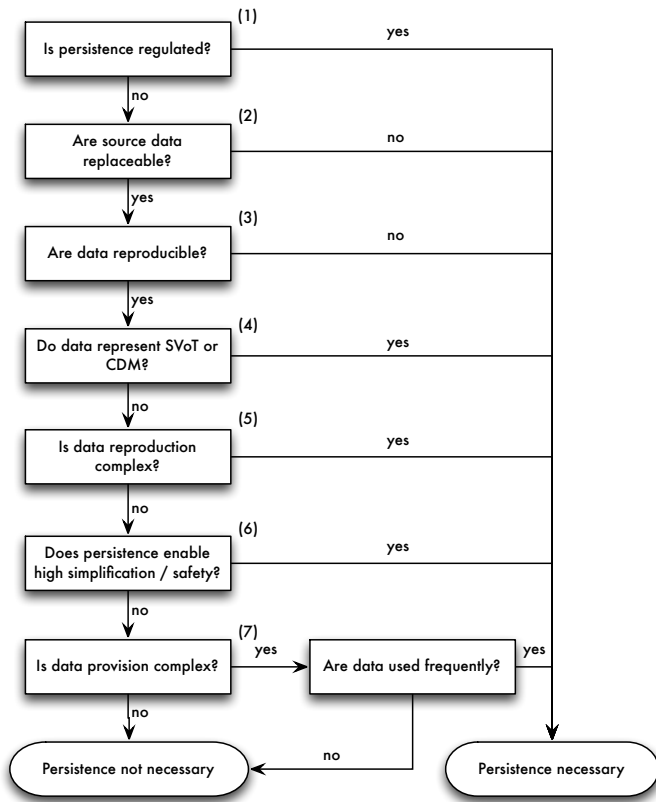 (1)
Is persistence regulated?
yes
no
(2)
Are source data
replaceable?
no
yes
(3)
Are data reproducible?
no
yes
(4)
Do data represent SVoT or
CDM?
yes
no
(5)
Is data reproduction
complex?
yes
no
(6)
Does persistence enable
high simplification / safety?
yes
no
(7)
Is data provision complex?
yes
Are data used frequently?
yes
no
no
Persistence not necessary
Persistence necessary